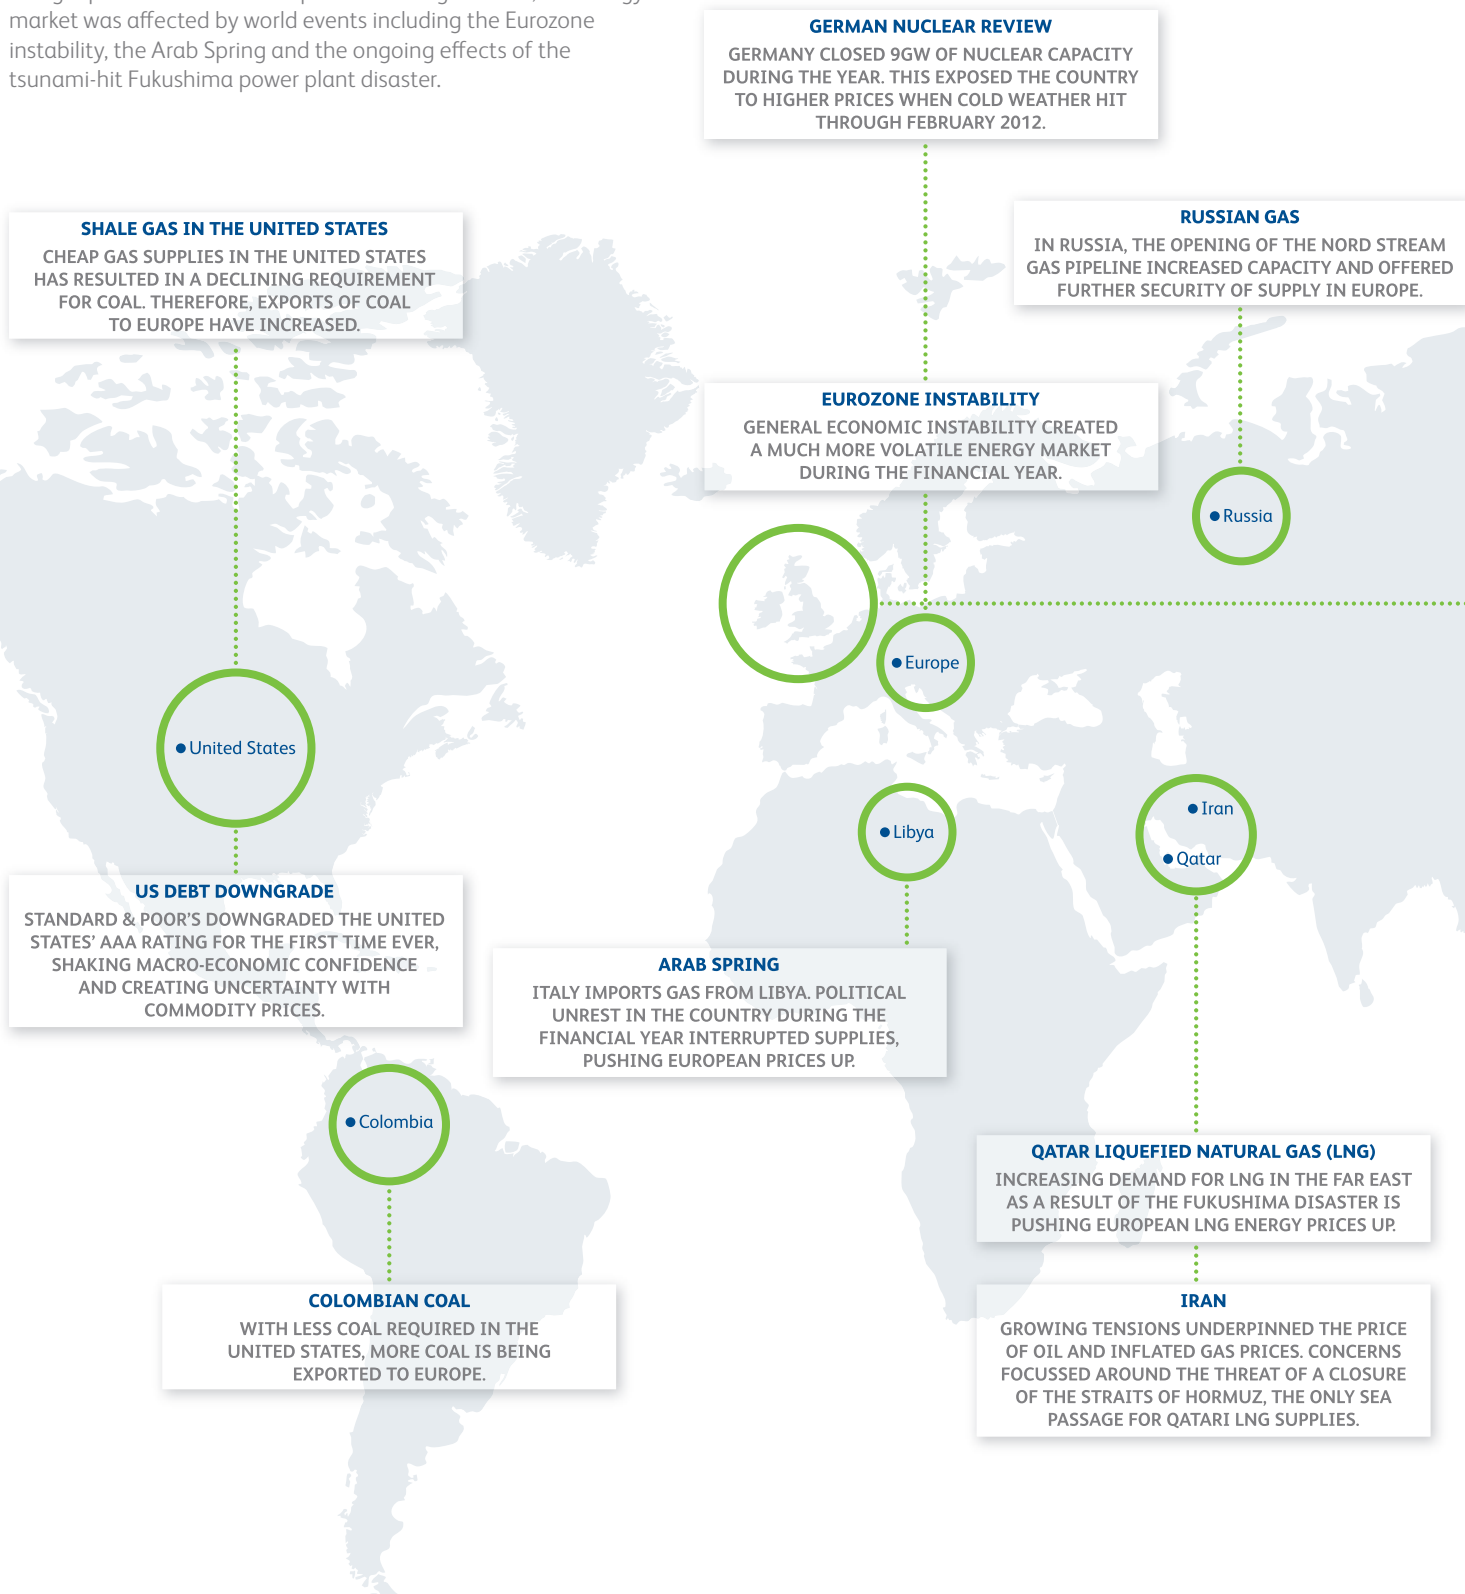 market was affected by world events including the Eurozone
instability, the Arab Spring and the ongoing effects of the
tsunami-hit Fukushima power plant disaster.
GERMAN NUCLEAR REVIEW
GERMANY CLOSED 9GW OF NUCLEAR CAPACITY
DURING THE YEAR. THIS EXPOSED THE COUNTRY
TO HIGHER PRICES WHEN COLD WEATHER HIT
THROUGH FEBRUARY 2012.
SHALE GAS IN THE UNITED STATES
CHEAP GAS SUPPLIES IN THE UNITED STATES
HAS RESULTED IN A DECLINING REQUIREMENT
FOR COAL. THEREFORE, EXPORTS OF COAL
TO EUROPE HAVE INCREASED.
RUSSIAN GAS
IN RUSSIA, THE OPENING OF THE NORD STREAM
GAS PIPELINE INCREASED CAPACITY AND OFFERED
FURTHER SECURITY OF SUPPLY IN EUROPE.
EUROZONE INSTABILITY
GENERAL ECONOMIC INSTABILITY CREATED
A MUCH MORE VOLATILE ENERGY MARKET
DURING THE FINANCIAL YEAR.
Russia
Europe
United States
Iran
Libya
Qatar
US DEBT DOWNGRADE
STANDARD & POOR'S DOWNGRADED THE UNITED
STATES' AAA RATING FOR THE FIRST TIME EVER,
SHAKING MACRO-ECONOMIC CONFIDENCE
AND CREATING UNCERTAINTY WITH
COMMODITY PRICES.
ARAB SPRING
ITALY IMPORTS GAS FROM LIBYA. POLITICAL
UNREST IN THE COUNTRY DURING THE
FINANCIAL YEAR INTERRUPTED SUPPLIES,
PUSHING EUROPEAN PRICES UP.
Colombia
QATAR LIQUEFIED NATURAL GAS (LNG)
INCREASING DEMAND FOR LNG IN THE FAR EAST
AS A RESULT OF THE FUKUSHIMA DISASTER IS
PUSHING EUROPEAN LNG ENERGY PRICES UP.
COLOMBIAN COAL
WITH LESS COAL REQUIRED IN THE
UNITED STATES, MORE COAL IS BEING
EXPORTED TO EUROPE.
IRAN
GROWING TENSIONS UNDERPINNED THE PRICE
OF OIL AND INFLATED GAS PRICES. CONCERNS
FOCUSSED AROUND THE THREAT OF A CLOSURE
OF THE STRAITS OF HORMUZ, THE ONLY SEA
PASSAGE FOR QATARI LNG SUPPLIES.